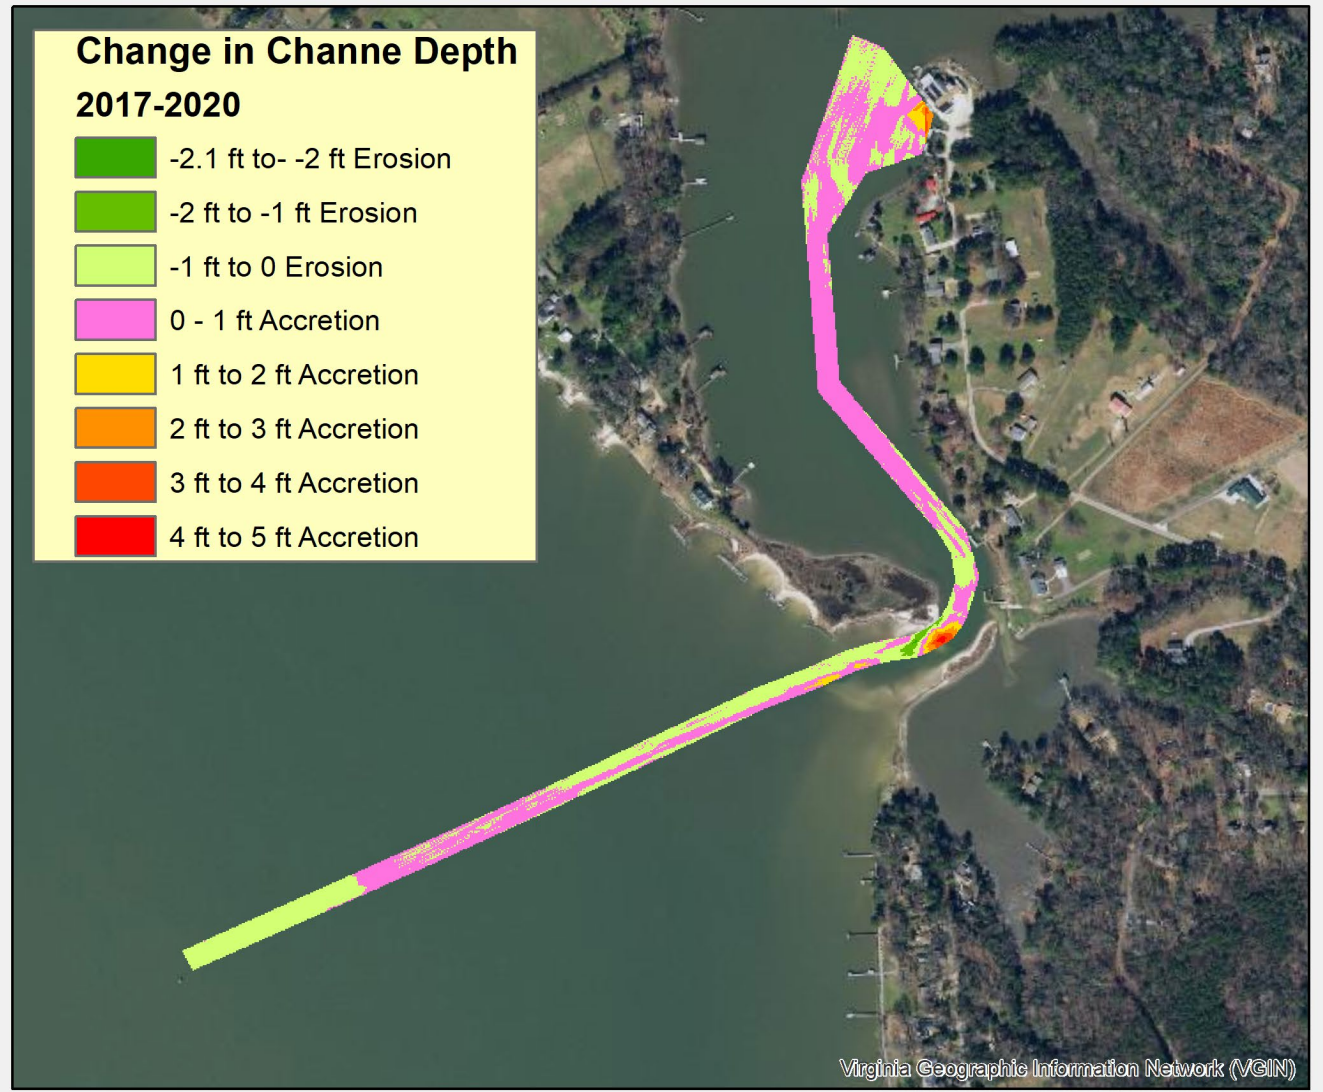 Change in Channe Depth
2017-2020
-2.1 ft to- -2 ft Erosion
-2 ft to -1 ft Erosion
-1 ft to 0 Erosion
0 - 1 ft Accretion
1 ft to 2 ft Accretion
2 ft to 3 ft Accretion
3 ft to 4 ft Accretion
4 ft to 5 ft Accretion
Virginia Geographic Information Network (VGIN)